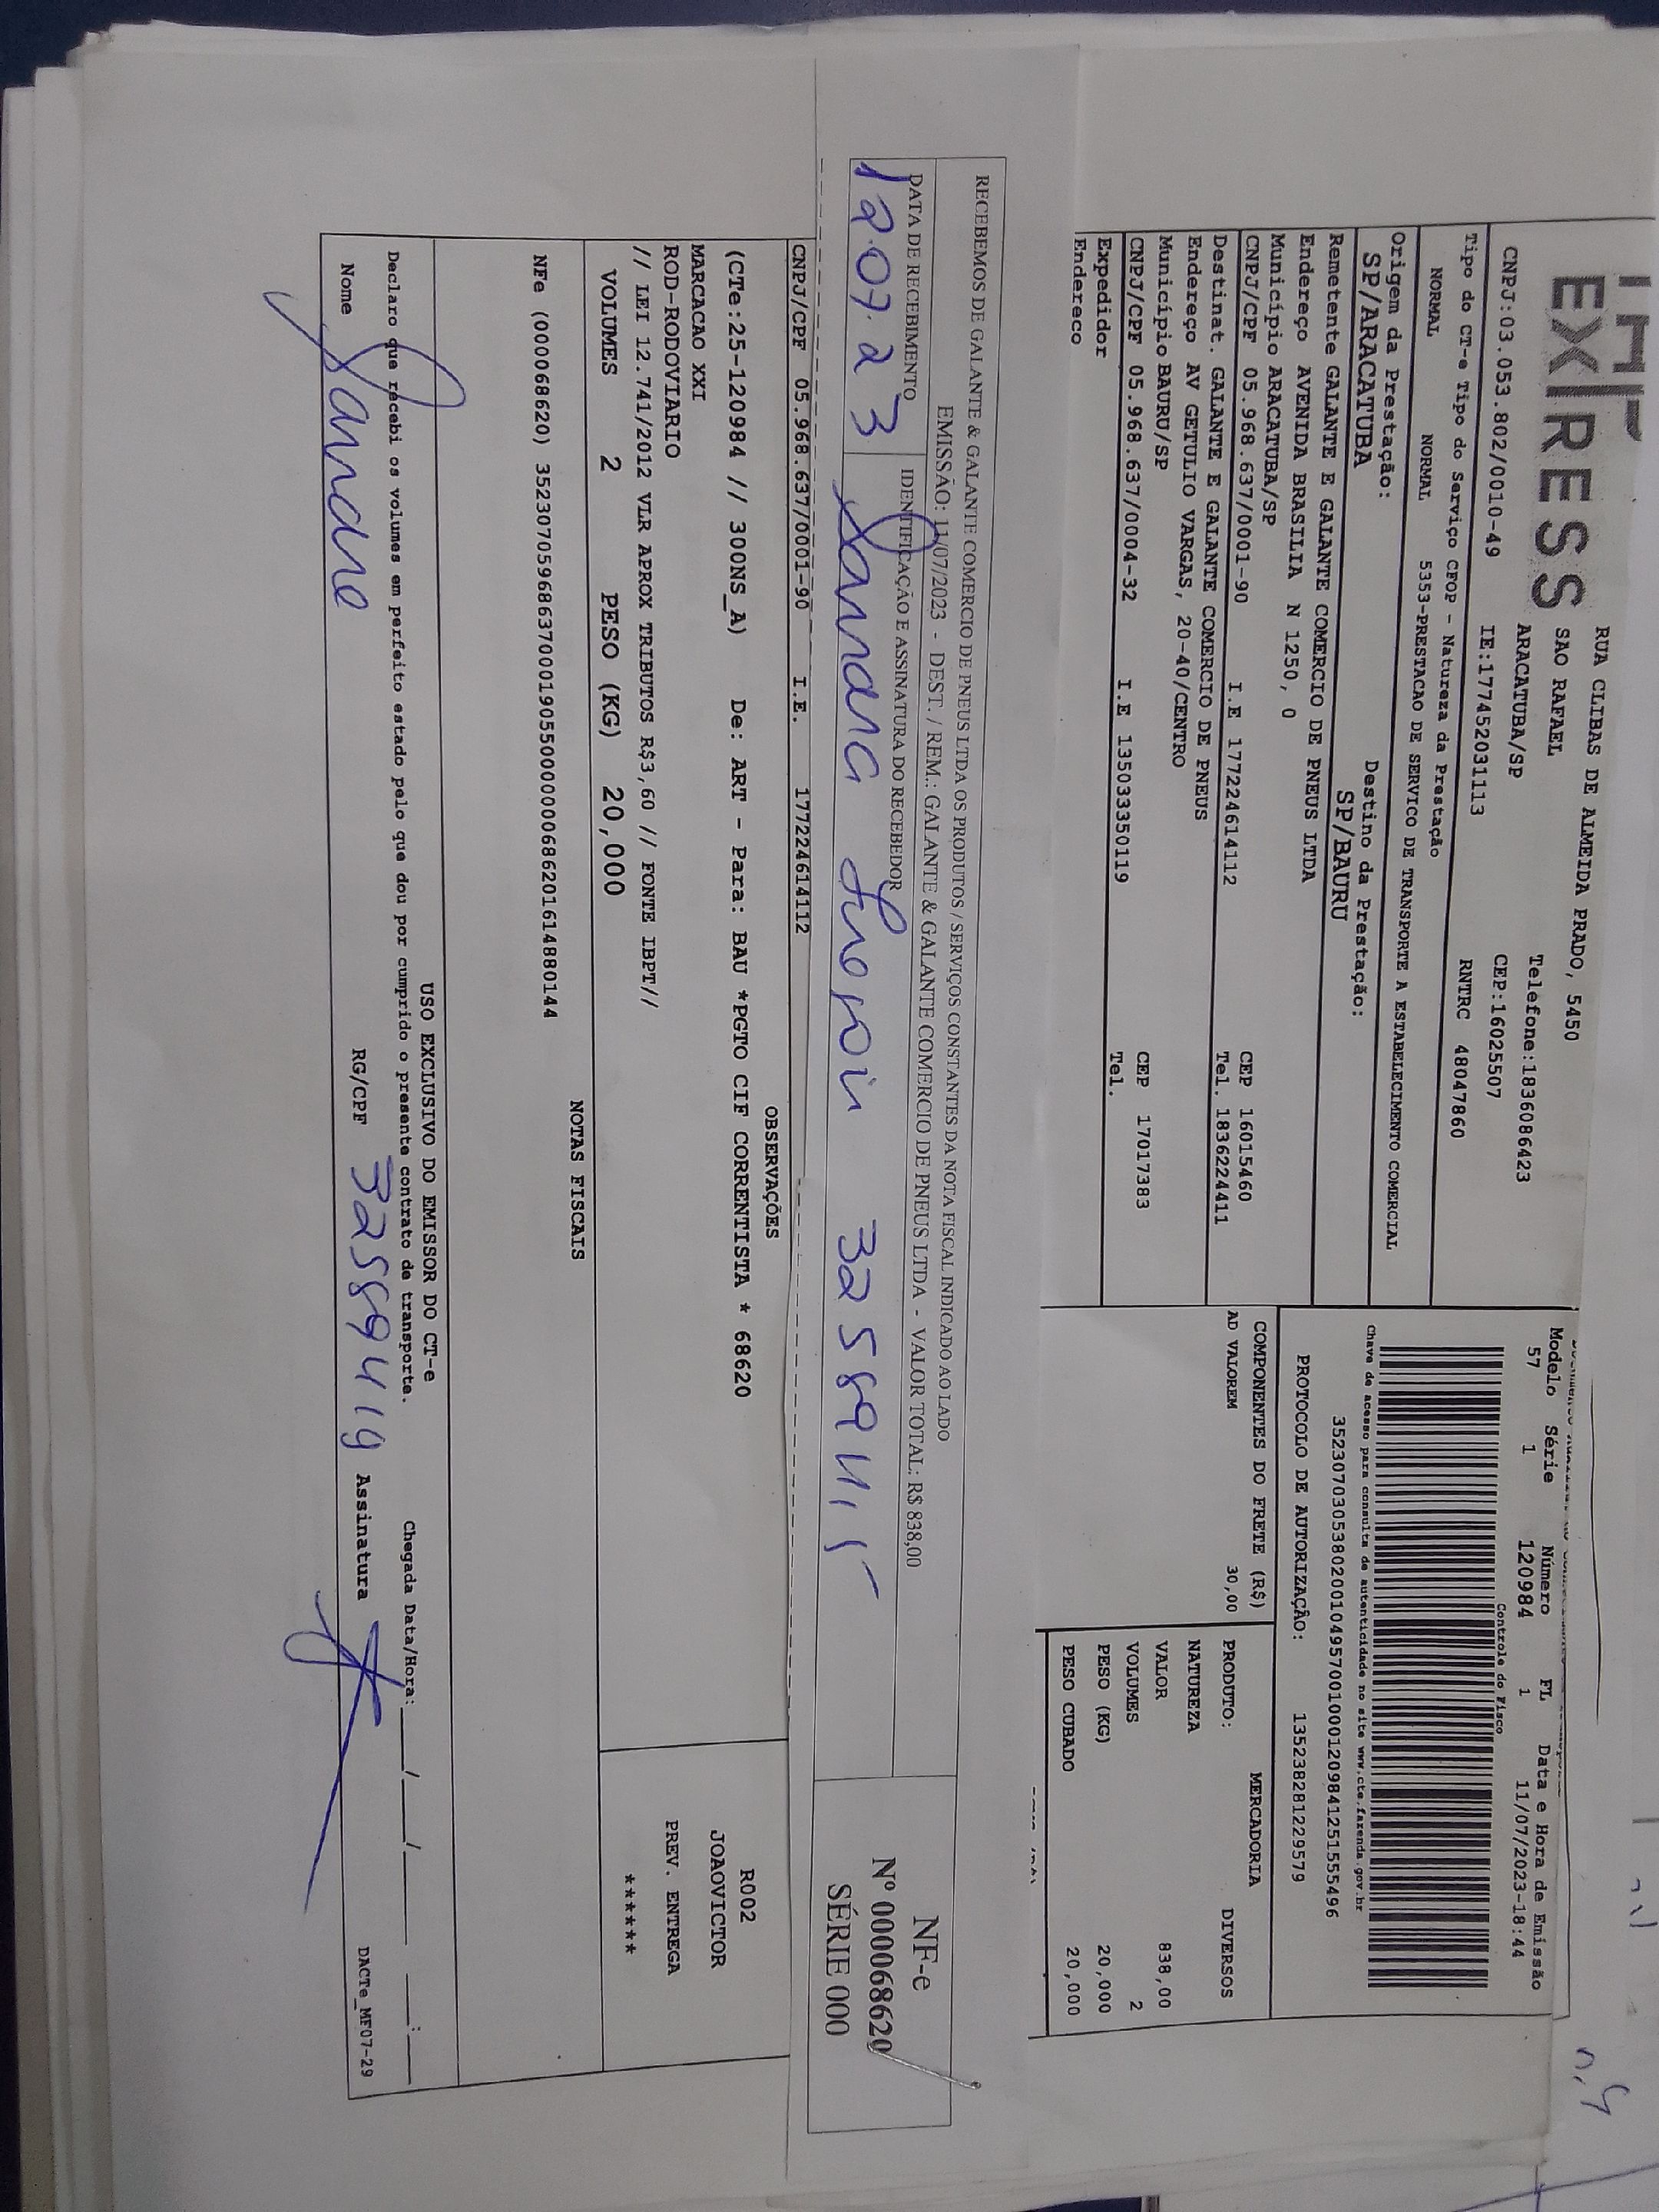 EXPRESS
RUA CLIBAS DE ALMEIDA PRADO, 5450
SAO RAFAEL
ARACATUBA/SP
Telefone:1836086423
CEP:16025507
CNPJ:03.053.802/0010-49
IE:177452031113
RNTRC 48047860
Tipo do CT-e Tipo do Serviço CFOP - Natureza da Prestação
NORMAL NORMAL 5353-PRESTACAO DE SERVICO DE TRANSPORTE A ESTABELECIMENTO COMERCIAL
Origem da Prestação: Destino da Prestação:
SP/ARACATUBA SP/BAURU
Remetente GALANTE E GALANTE COMERCIO DE PNEUS LTDA
Endereço AVENIDA BRASILIA N 1250, 0
Município ARACATUBA/SP CEP 16015460
CNPJ/CPF 05.968.637/0001-90 I.E 177224614112 Tel. 1836224411
Destinat. GALANTE E GALANTE COMERCIO DE PNEUS
Endereço AV GETULIO VARGAS, 20-40/CENTRO
Município BAURU/SP CEP 17017383
CNPJ/CPF 05.968.637/0004-32 I.E 135033350119 Tel.
Expedidor
Endereco
Modelo Série Número FL Data e Hora de Emissão
57 1 120984 1 11/07/2023-18:44
Controle do Fisco
Chave de acesso para consulta de autenticidade no site www.cte.fazenda.gov.br
35230703053802001049570010001209841251555496
PROTOCOLO DE AUTORIZAÇÃO: 135238281229579
COMPONENTES DO FRETE (R$)
AD VALOREM 30,00
MERCADORIA
PRODUTO: DIVERSOS
NATUREZA
VALOR 838,00
VOLUMES 2
PESO (KG) 20,000
PESO CUBADO 20,000
RECEBEMOS DE GALANTE & GALANTE COMERCIO DE PNEUS LTDA OS PRODUTOS / SERVIÇOS CONSTANTES DA NOTA FISCAL INDICADO AO LADO
EMISSÃO: 11/07/2023 - DEST. / REM.: GALANTE & GALANTE COMERCIO DE PNEUS LTDA - VALOR TOTAL: R$ 838,00
DATA DE RECEBIMENTO IDENTIFICAÇÃO E ASSINATURA DO RECEBEDOR
12.07.23
NF-e
Nº 000068620
SÉRIE 000
CNPJ/CPF 05.968.637/0001-90 I.E. 177224614112
OBSERVAÇÕES
(CTe:25-120984 // 300NS_A) De: ART - Para: BAU *PGTO CIF CORRENTISTA * 68620
MARCACAO XXI
ROD-RODOVIARIO
// LEI 12.741/2012 VLR APROX TRIBUTOS R$3,60 // FONTE IBPT//
VOLUMES 2 PESO (KG) 20,000
R002
JOAOVICTOR
PREV. ENTREGA
******
NOTAS FISCAIS
NFe (000068620) 35230705968637000190550000000686201614880144
USO EXCLUSIVO DO EMISSOR DO CT-e
Declaro que recebi os volumes em perfeito estado pelo que dou por cumprido o presente contrato de transporte.
Chegada Data/Hora: ___/___/____ __:__
Nome RG/CPF Assinatura
DACTe_MF07-29